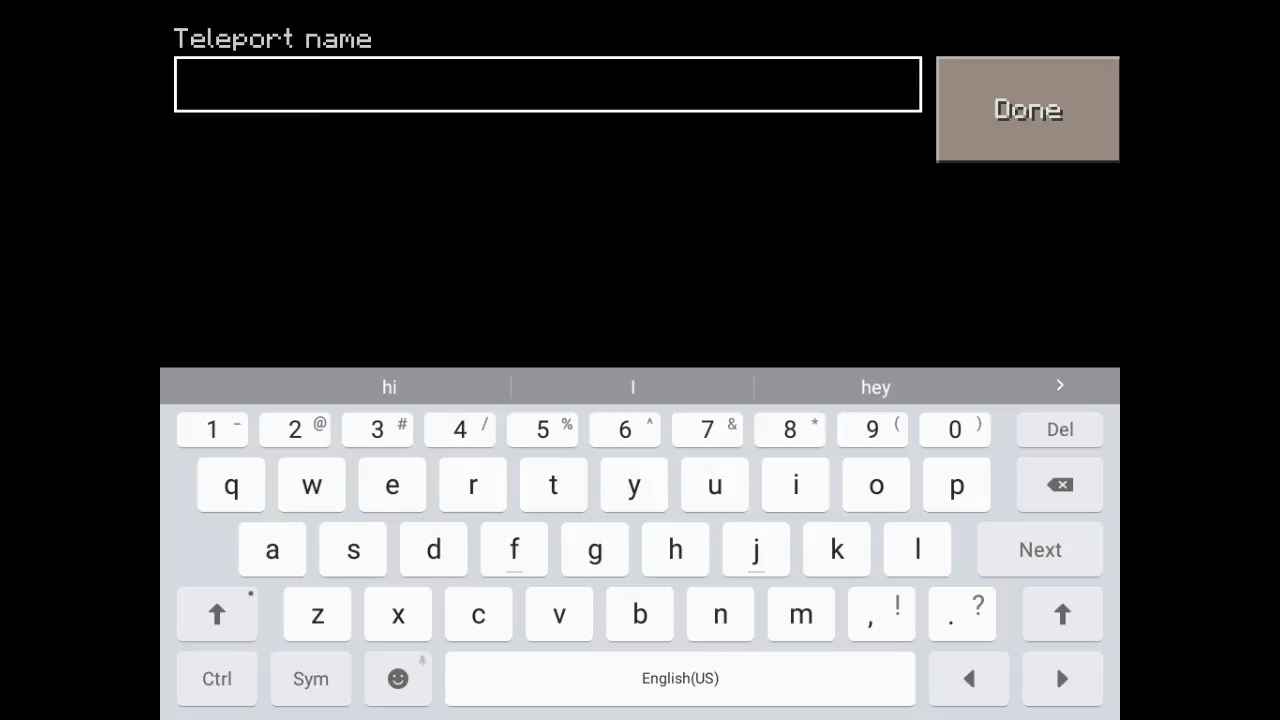 Teleport name
Done
hi I hey >
1 - 2 @ 3 # 4 / 5 % 6 ^ 7 & 8 * 9 ( 0 ) Del
q w e r t y u i o p
a s d f g h j k l Next
z x c v b n m , ! . ?
Ctrl Sym English(US)